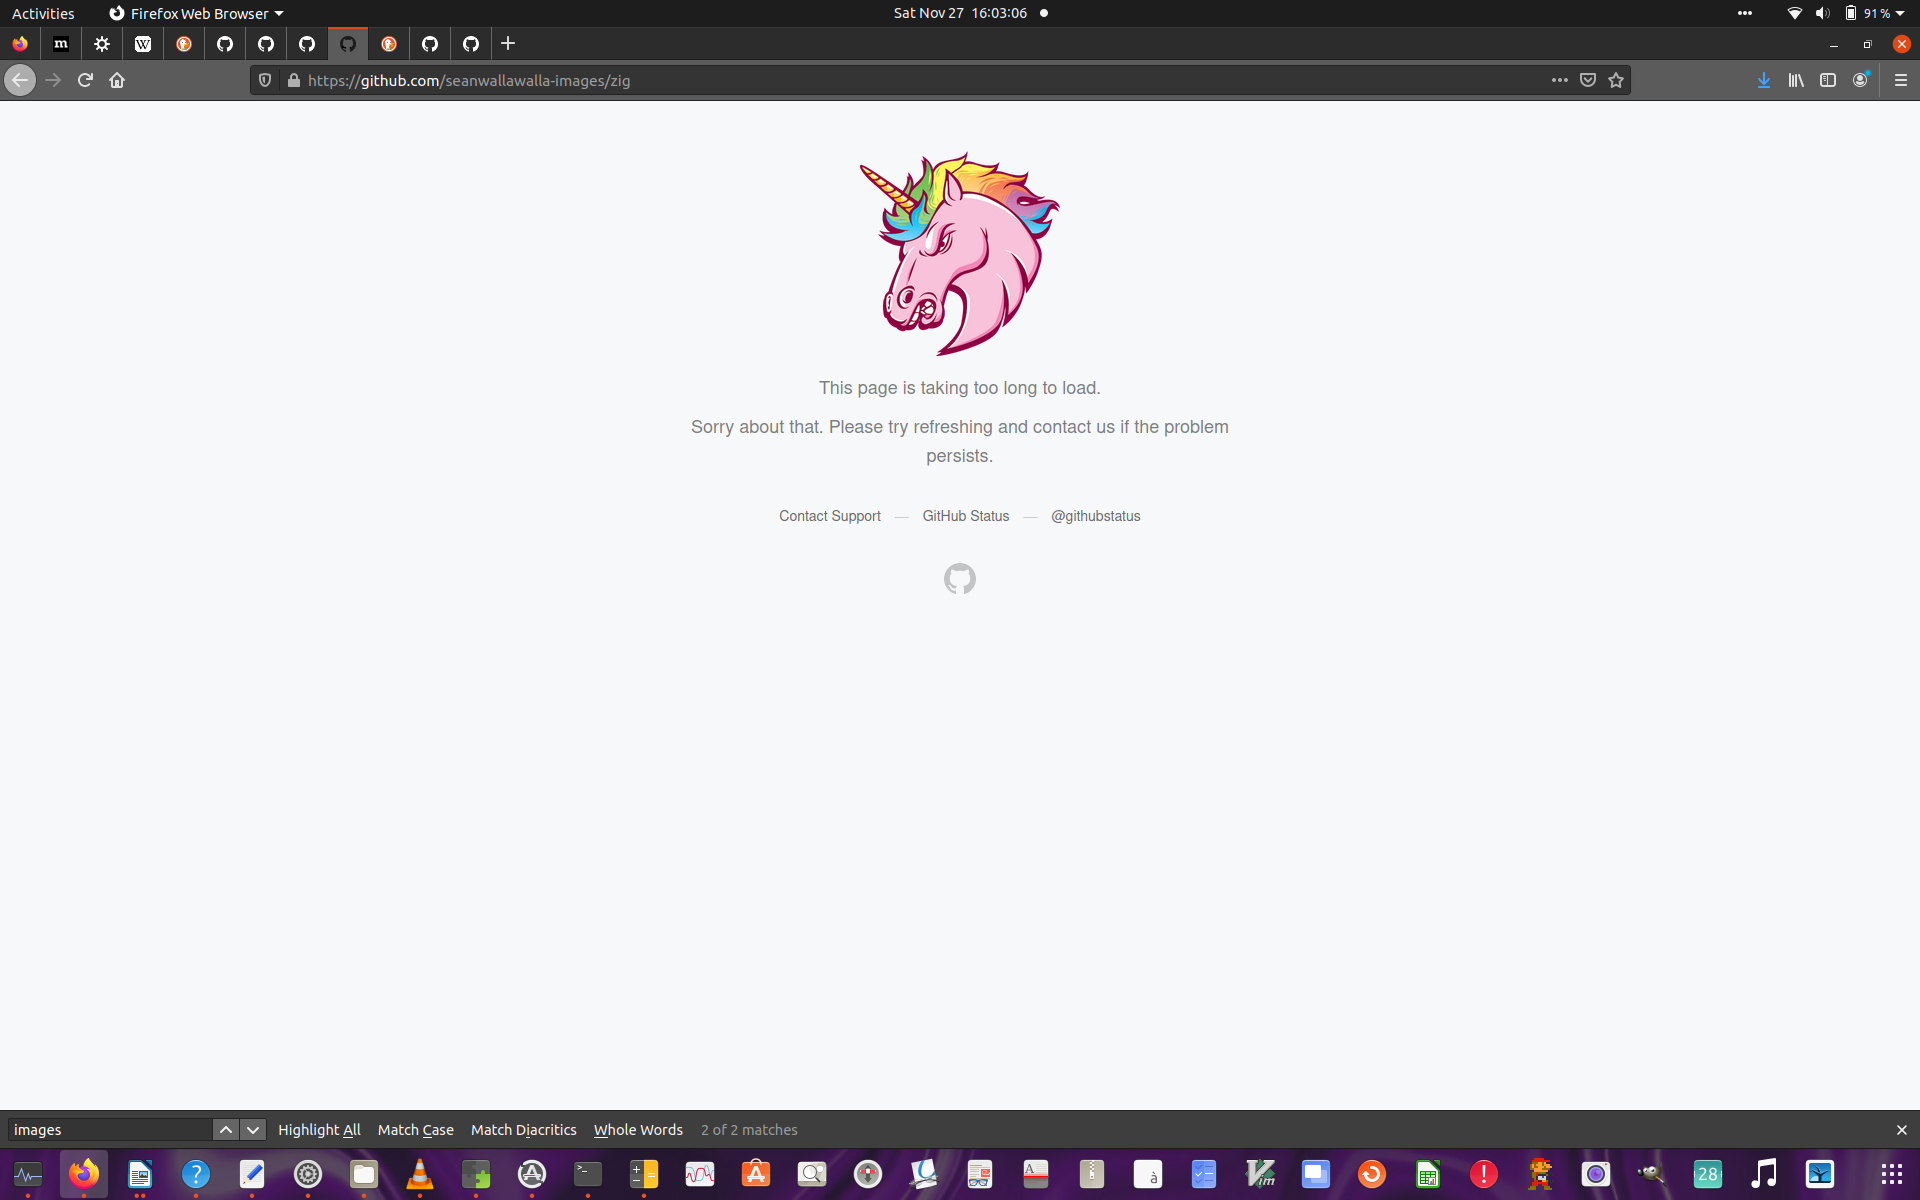 Activities
Firefox Web Browser
Sat Nov 27 16:03:06
91 %
m
W
https://github.com/seanwallawalla-images/zig
This page is taking too long to load.
Sorry about that. Please try refreshing and contact us if the problem
persists.
Contact Support — GitHub Status — @githubstatus
images
Highlight All
Match Case
Match Diacritics
Whole Words
2 of 2 matches
?
>_
A
à
Vim
!
28